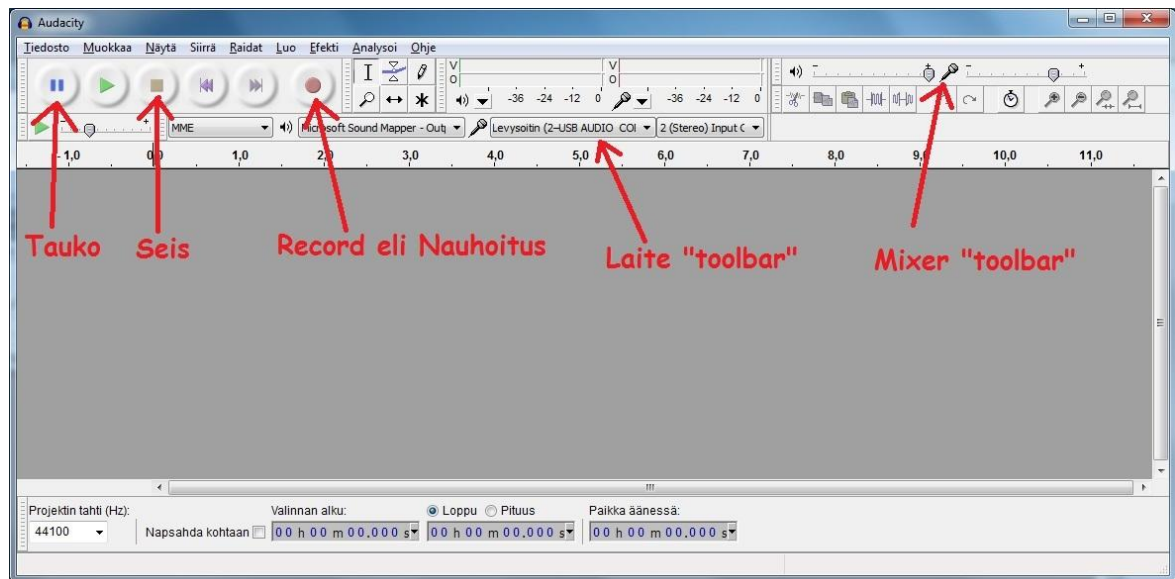 Audacity
Tiedosto Muokkaa Näytä Siirrä Raidat Luo Efekti Analysoi Ohje
V
O
V
O
-36 -24 -12 0 -36 -24 -12 0
MME Microsoft Sound Mapper - Outp Levysoitin (2–USB AUDIO COI 2 (Stereo) Input C
- 1,0 0,0 1,0 2,0 3,0 4,0 5,0 6,0 7,0 8,0 9,0 10,0 11,0
Tauko Seis Record eli Nauhoitus Laite "toolbar" Mixer "toolbar"
Projektin tahti (Hz): Valinnan alku: Loppu Pituus Paikka äänessä:
44100 Napsahda kohtaan 00 h 00 m 00.000 s 00 h 00 m 00.000 s 00 h 00 m 00.000 s